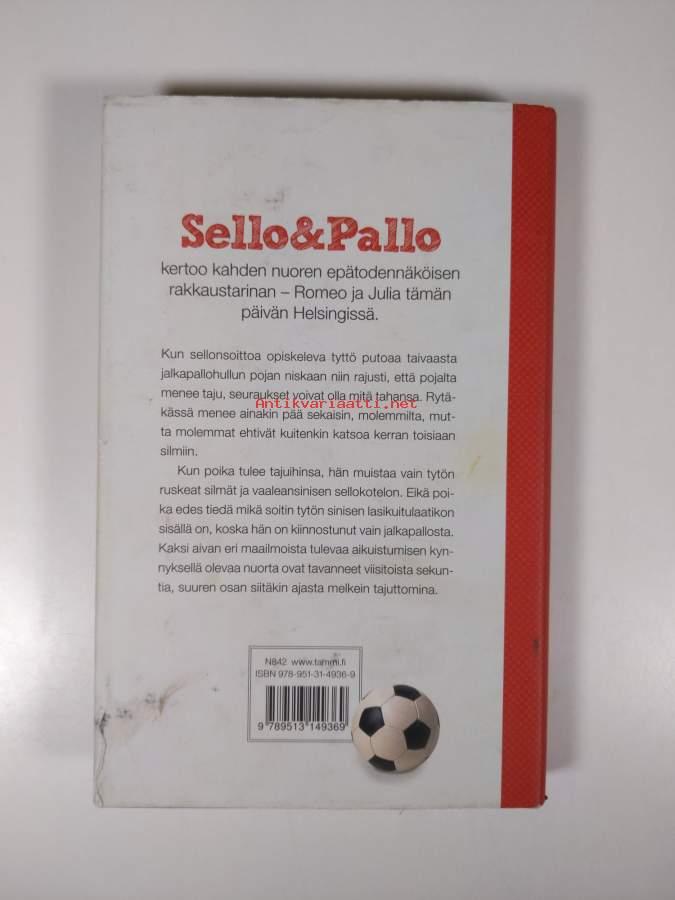 Sello&Pallo
kertoo kahden nuoren epätodennäköisen
rakkaustarinan – Romeo ja Julia tämän
päivän Helsingissä.
Kun sellonsoittoa opiskeleva tyttö putoaa taivaasta
jalkapallohullun pojan niskaan niin rajusti, että pojalta
menee taju, seuraukset voivat olla mitä tahansa. Rytä-
Antikvariaatti.net
kässä menee ainakin pää sekaisin, molemmilta, mut-
ta molemmat ehtivät kuitenkin katsoa kerran toisiaan
silmiin.
Kun poika tulee tajuihinsa, hän muistaa vain tytön
ruskeat silmät ja vaaleansinisen sellokotelon. Eikä poi-
ka edes tiedä mikä soitin tytön sinisen lasikuitulaatikon
sisällä on, koska hän on kiinnostunut vain jalkapallosta.
Kaksi aivan eri maailmoista tulevaa aikuistumisen kyn-
nyksellä olevaa nuorta ovat tavanneet viisitoista sekun-
tia, suuren osan siitäkin ajasta melkein tajuttomina.
N842 www.tammi.fi
ISBN 978-951-31-4936-9
9 789513 149369